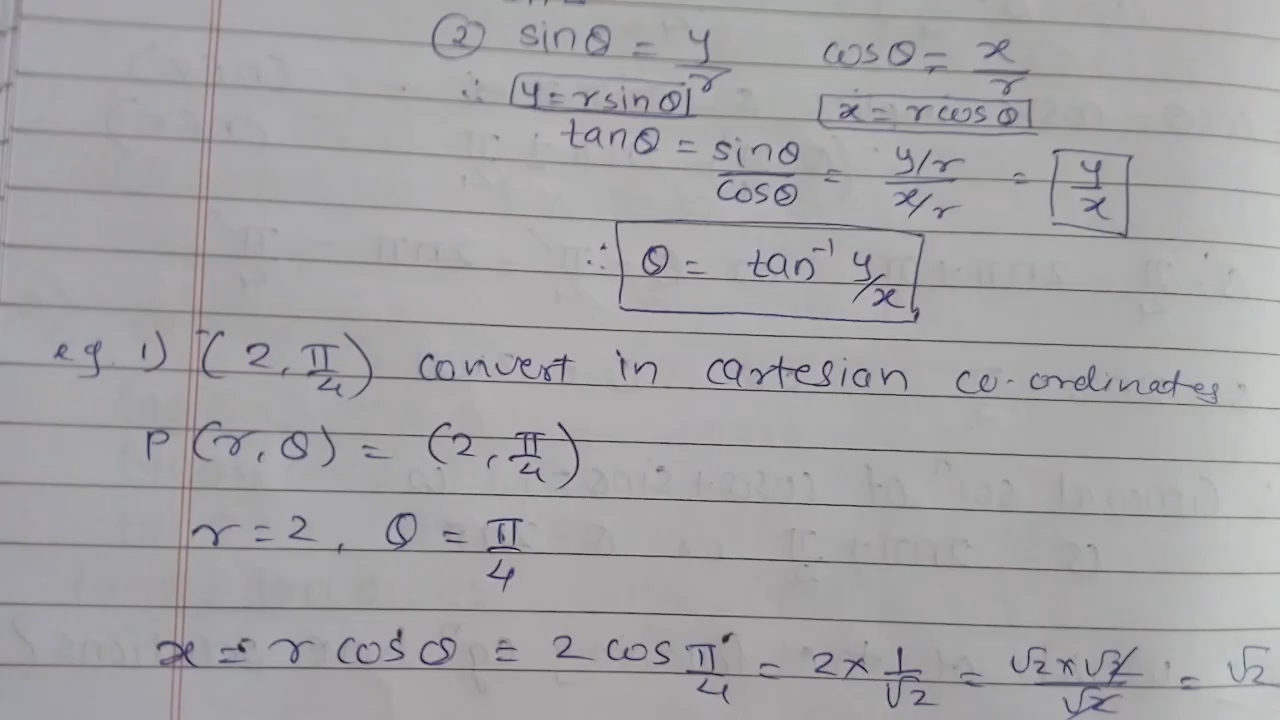 ② sinθ = y/r cosθ = x/r
∴ y = r sinθ x = r cosθ
tanθ = sinθ/cosθ = (y/r)/(x/r) = y/x
∴ θ = tan⁻¹ y/x
eg. 1) (2, π/4) convert in cartesian co-ordinates
P(r, θ) = (2, π/4)
r = 2, θ = π/4
x = r cosθ = 2 cos π/4 = 2 × 1/√2 = √2 × √2/√2 = √2